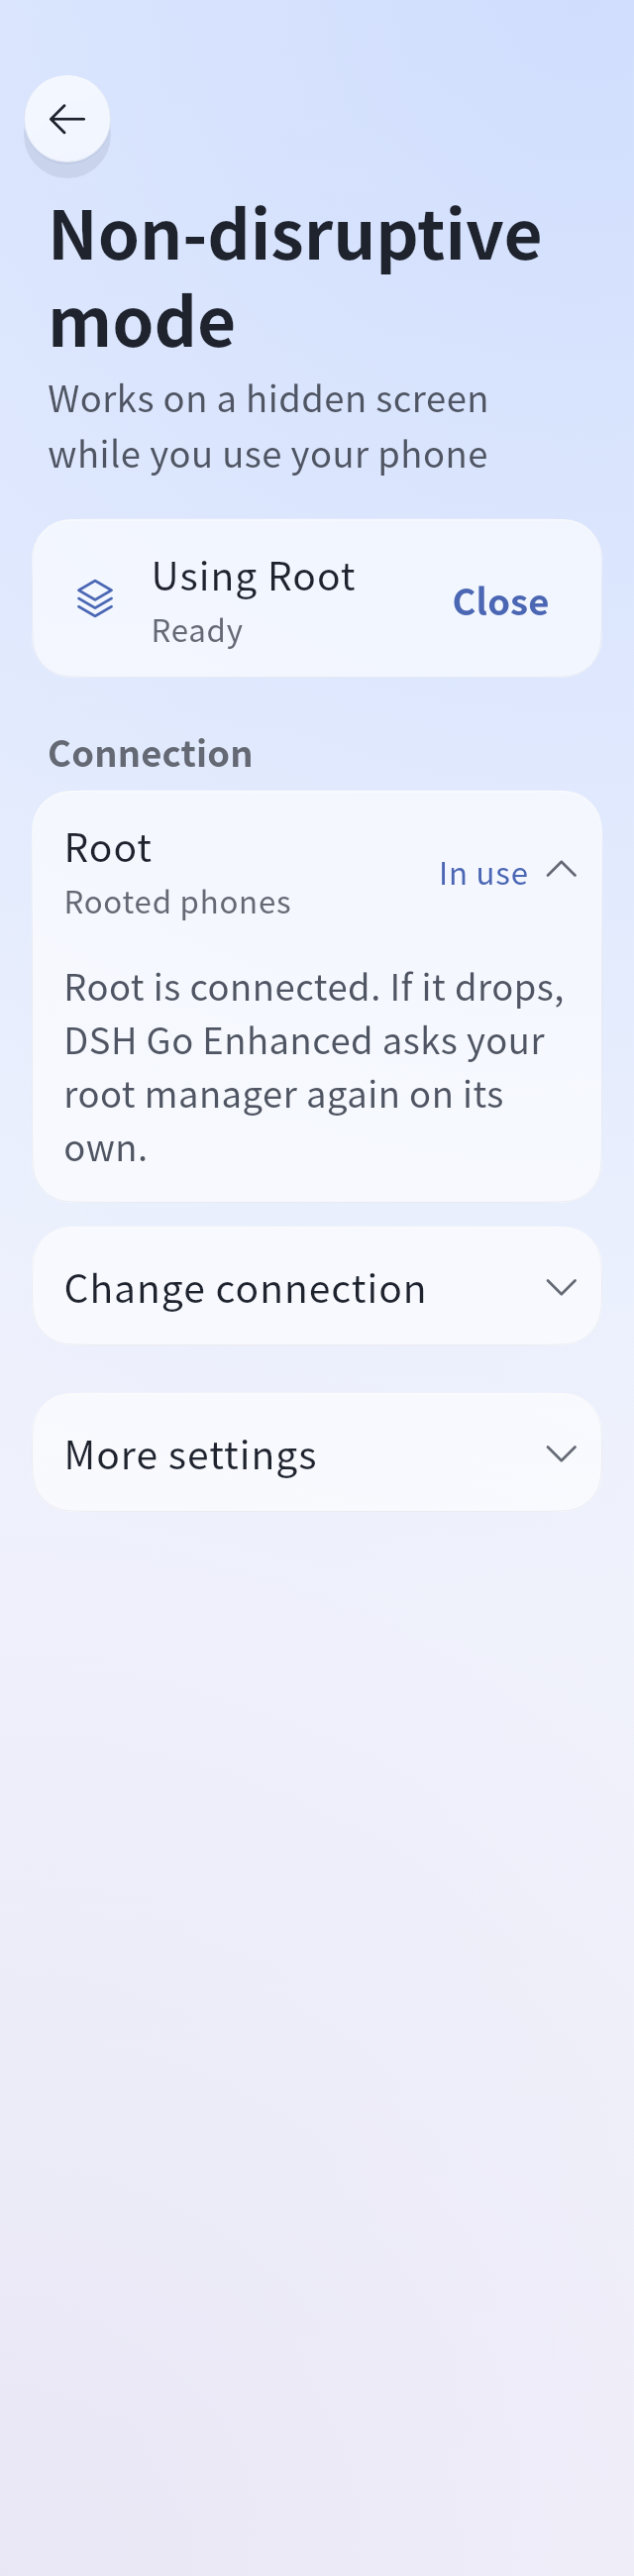 Non-disruptive
mode
Works on a hidden screen
while you use your phone
Using Root
Ready
Close
Connection
Root
Rooted phones
In use
Root is connected. If it drops,
DSH Go Enhanced asks your
root manager again on its
own.
Change connection
More settings